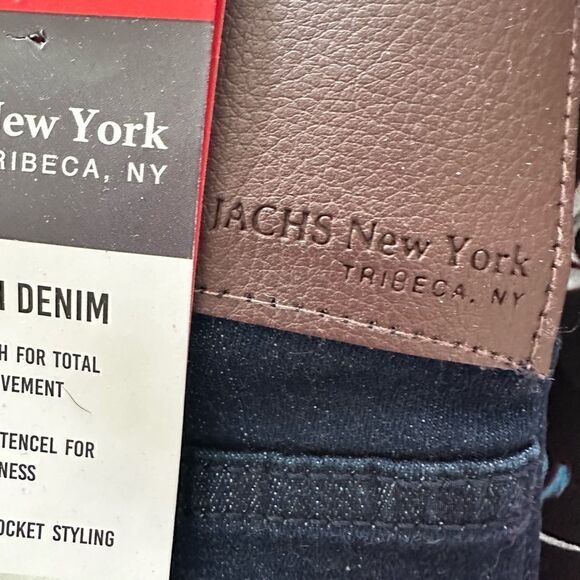 New York
TRIBECA, NY
DENIM
H FOR TOTAL
VEMENT
TENCEL FOR
NESS
OCKET STYLING
JACHS New York
TRIBECA, NY